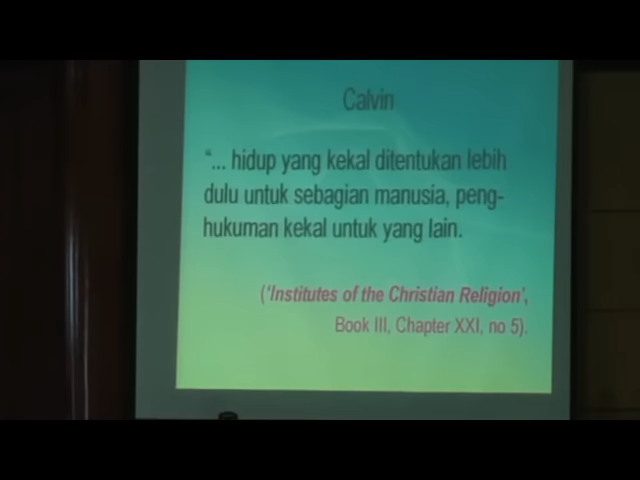 Calvin
"... hidup yang kekal ditentukan lebih
dulu untuk sebagian manusia, peng-
hukuman kekal untuk yang lain.
('Institutes of the Christian Religion',
Book III, Chapter XXI, no 5).